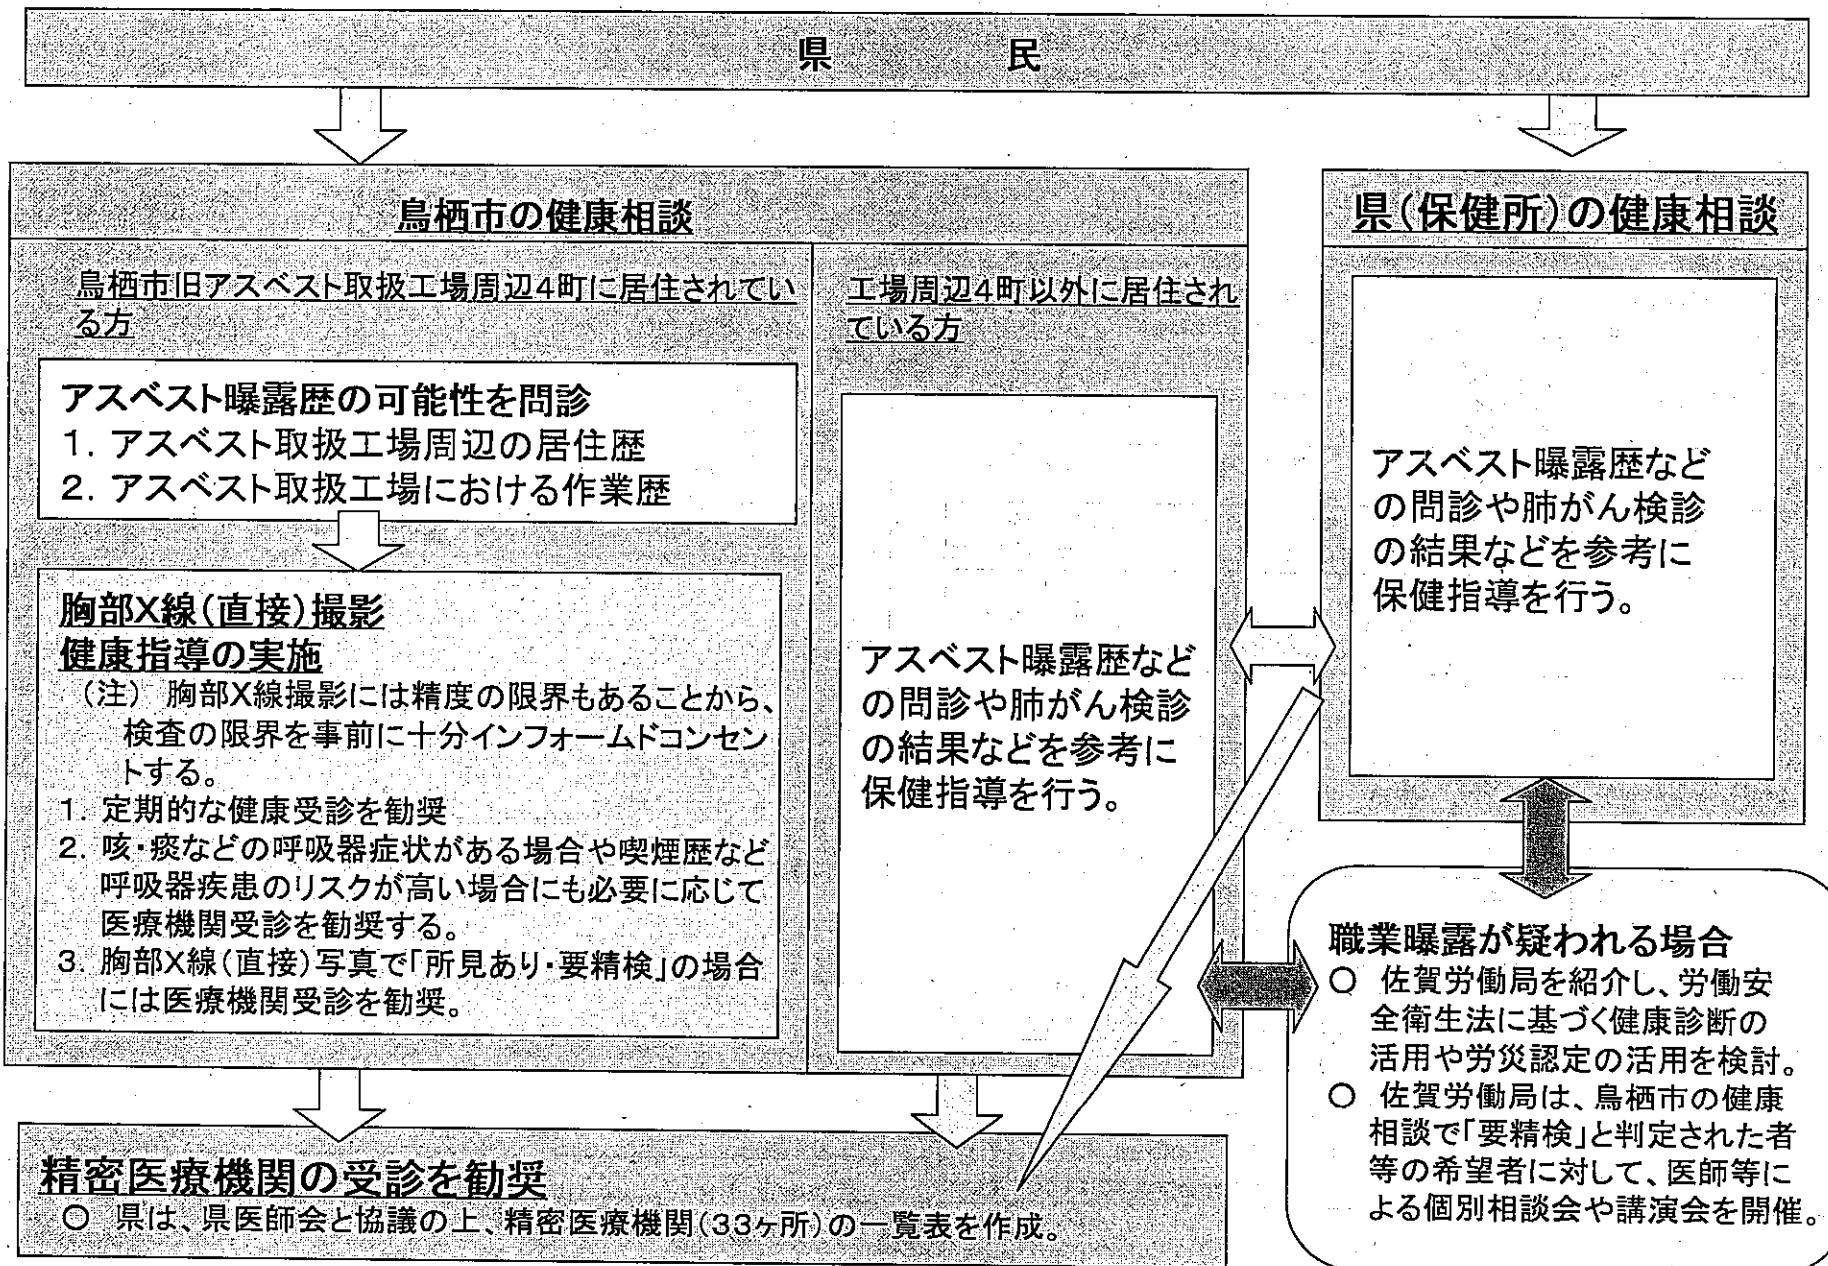 県 民
鳥栖市の健康相談
鳥栖市旧アスベスト取扱工場周辺4町に居住されてい
る方
アスベスト曝露歴の可能性を問診
1. アスベスト取扱工場周辺の居住歴
2. アスベスト取扱工場における作業歴
胸部X線(直接)撮影
健康指導の実施
(注) 胸部X線撮影には精度の限界もあることから、
検査の限界を事前に十分インフォームドコンセン
トする。
1. 定期的な健康受診を勧奨
2. 咳・痰などの呼吸器症状がある場合や喫煙歴など
呼吸器疾患のリスクが高い場合にも必要に応じて
医療機関受診を勧奨する。
3. 胸部X線(直接)写真で「所見あり・要精検」の場合
には医療機関受診を勧奨。
工場周辺4町以外に居住され
ている方
アスベスト曝露歴など
の問診や肺がん検診
の結果などを参考に
保健指導を行う。
県(保健所)の健康相談
アスベスト曝露歴など
の問診や肺がん検診
の結果などを参考に
保健指導を行う。
職業曝露が疑われる場合
○ 佐賀労働局を紹介し、労働安
全衛生法に基づく健康診断の
活用や労災認定の活用を検討。
○ 佐賀労働局は、鳥栖市の健康
相談で「要精検」と判定された者
等の希望者に対して、医師等に
よる個別相談会や講演会を開催。
精密医療機関の受診を勧奨
○ 県は、県医師会と協議の上、精密医療機関(33ヶ所)の一覧表を作成。